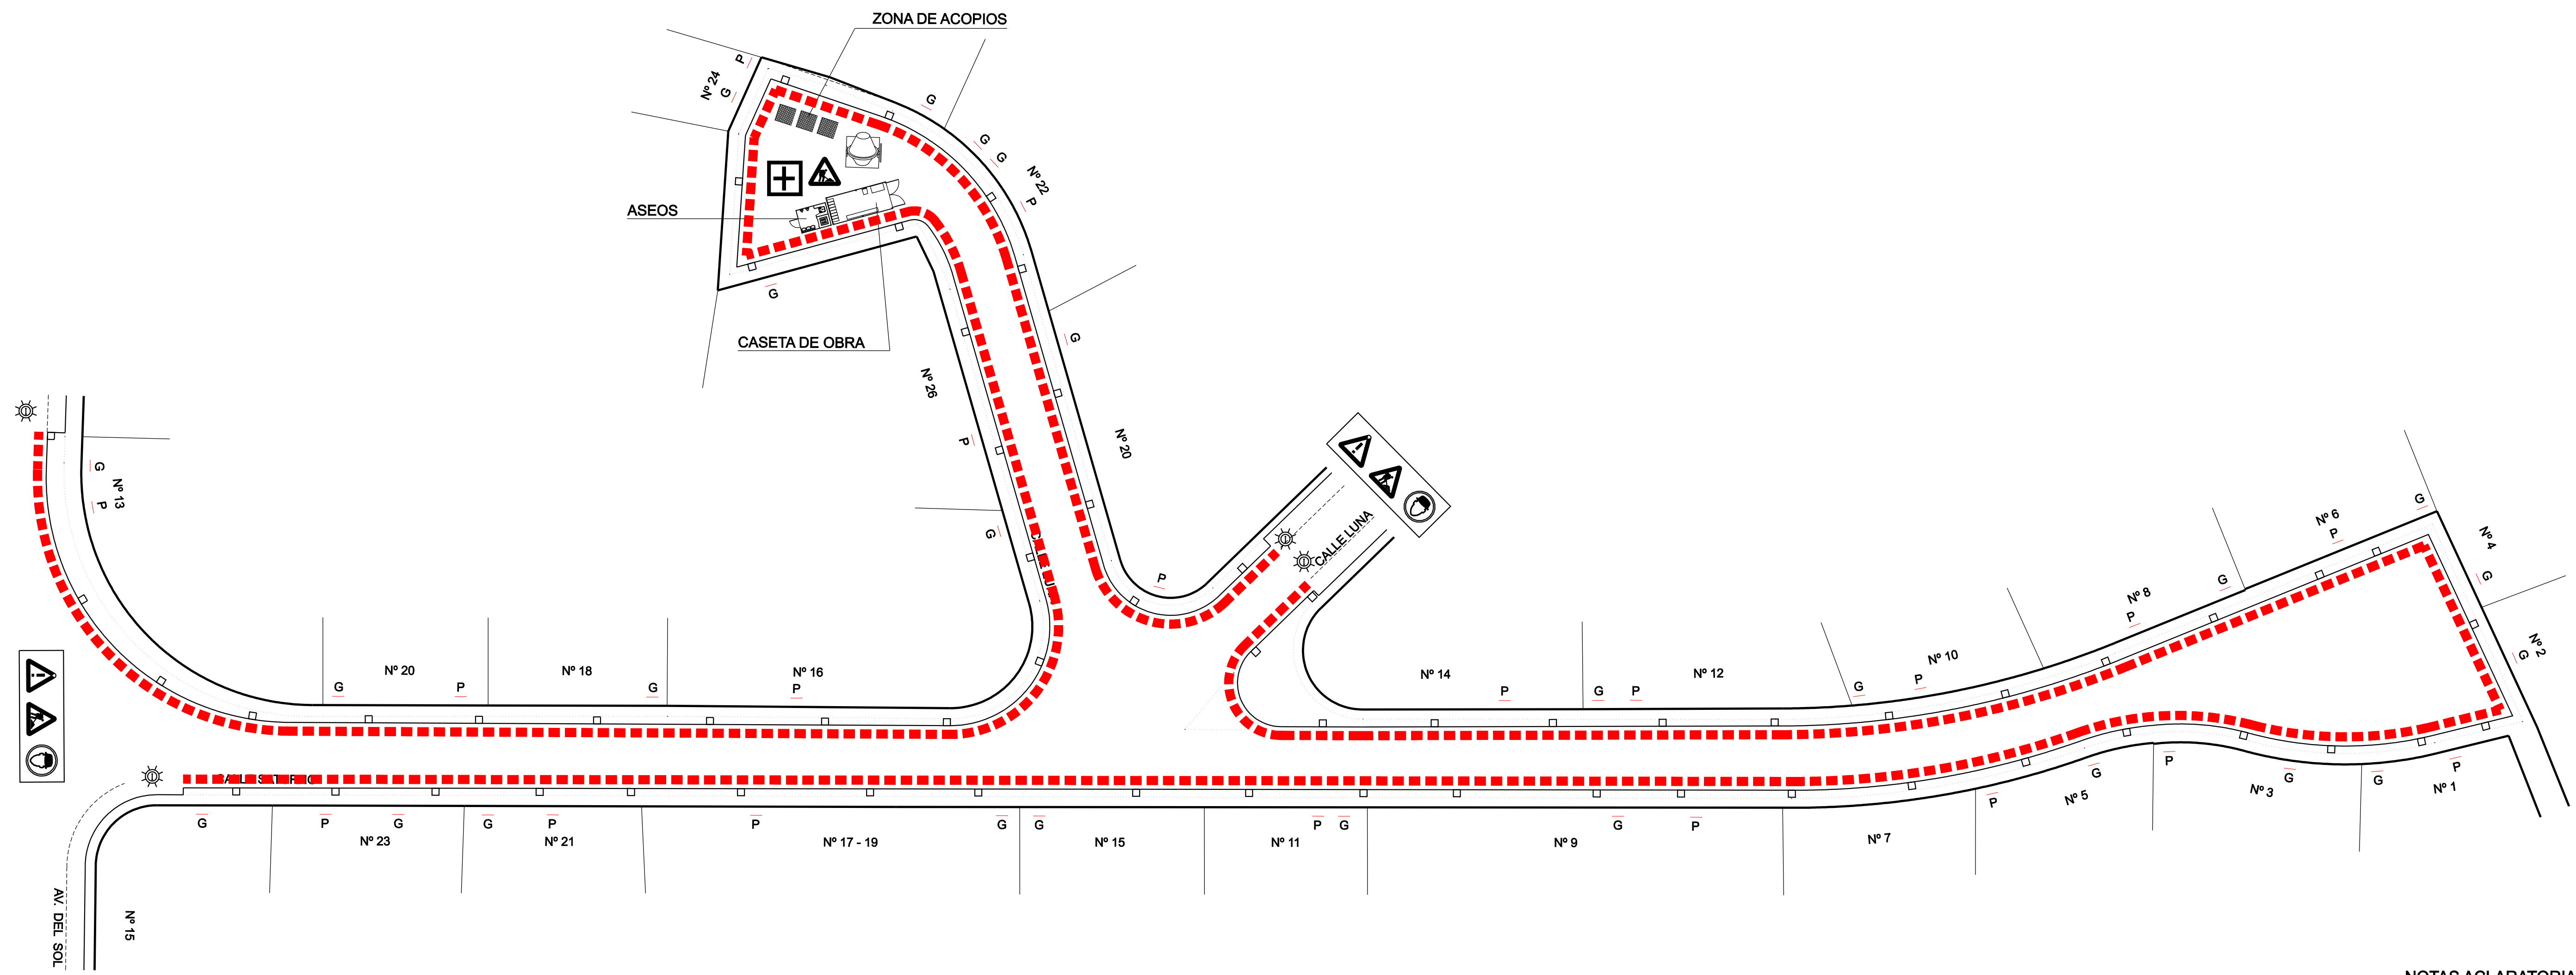 ZONA DE ACOPIOS
P
Nº 24
G
G
G
G
Nº 22
P
ASEOS
G
CASETA DE OBRA
G
Nº 26
P
Nº 20
G
G
Nº 13
P
P
CALLE LUNA
G
Nº 6
P
Nº 4
G
Nº 8
P
G
Nº 2
G
Nº 20
G
P
Nº 18
G
Nº 16
P
Nº 14
P
G
P
Nº 12
G
P
Nº 10
G
P
G
Nº 23
G
P
Nº 21
P
Nº 17 - 19
G
G
Nº 15
P
G
Nº 11
Nº 9
G
P
Nº 7
P
Nº 5
G
P
Nº 3
G
G
Nº 1
P
AV. DEL SOL
Nº 15